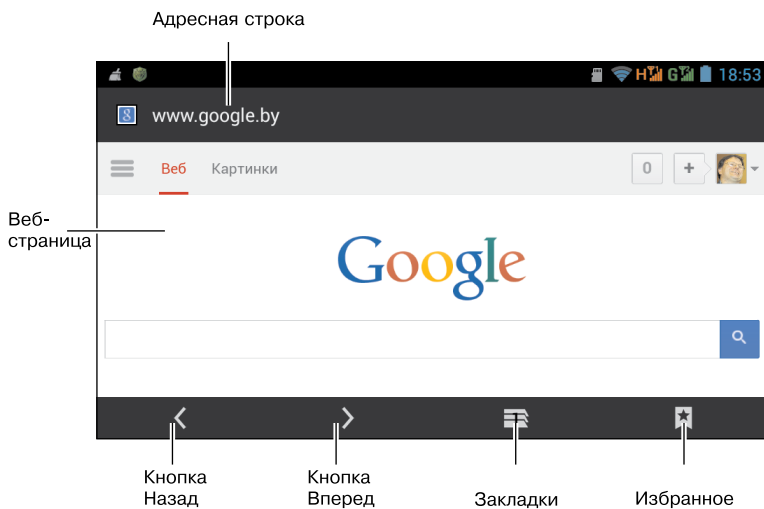 Адресная строка
H G 18:53
8 www.google.by
Веб Картинки
0 +
Веб-
страница
Google
Кнопка
Назад
Кнопка
Вперед
Закладки
Избранное